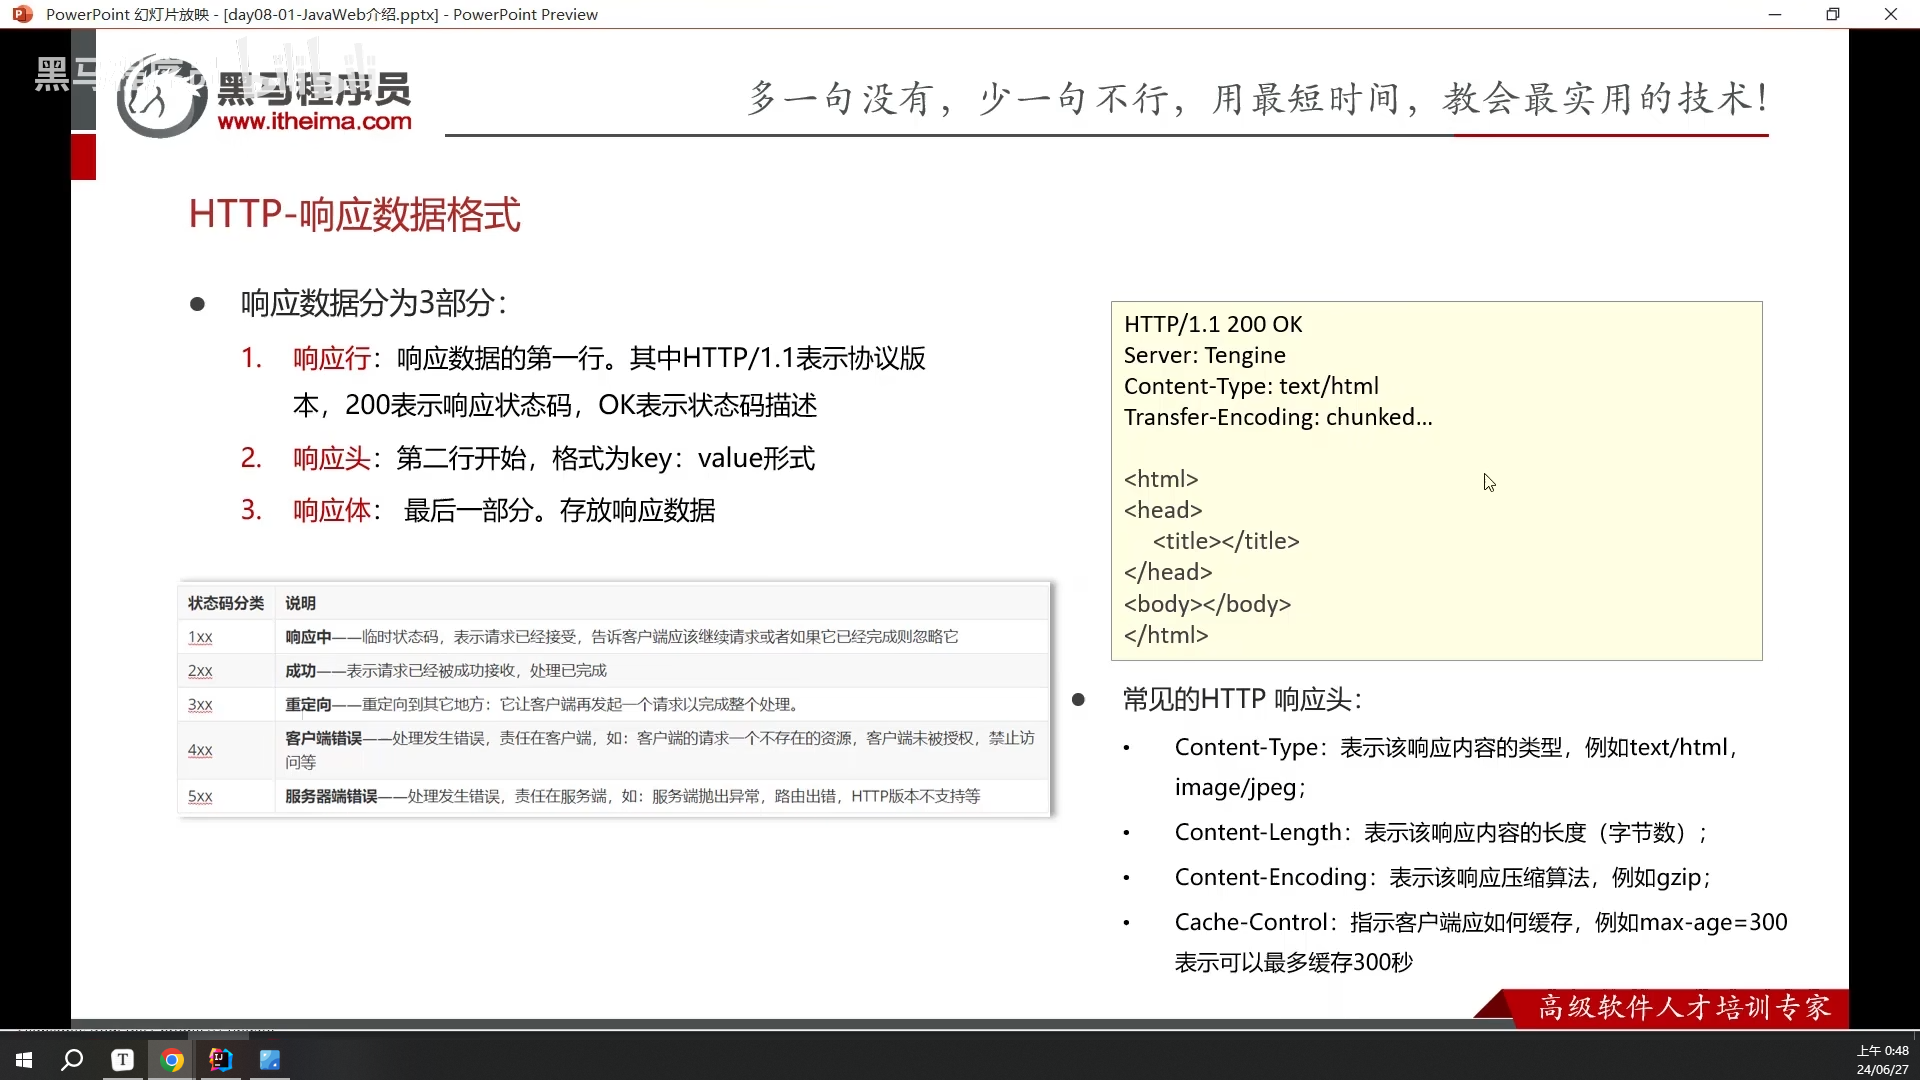 PowerPoint 幻灯片放映 - [day08-01-JavaWeb介绍.pptx] - PowerPoint Preview
黑马程序员
www.itheima.com
多一句没有，少一句不行，用最短时间，教会最实用的技术！
HTTP-响应数据格式
● 响应数据分为3部分：
1. 响应行：响应数据的第一行。其中HTTP/1.1表示协议版
本，200表示响应状态码，OK表示状态码描述
2. 响应头：第二行开始，格式为key：value形式
3. 响应体： 最后一部分。存放响应数据
状态码分类 说明
1xx 响应中——临时状态码，表示请求已经接受，告诉客户端应该继续请求或者如果它已经完成则忽略它
2xx 成功——表示请求已经被成功接收，处理已完成
3xx 重定向——重定向到其它地方：它让客户端再发起一个请求以完成整个处理。
4xx 客户端错误——处理发生错误，责任在客户端，如：客户端的请求一个不存在的资源，客户端未被授权，禁止访
问等
5xx 服务器端错误——处理发生错误，责任在服务端，如：服务端抛出异常，路由出错，HTTP版本不支持等
HTTP/1.1 200 OK
Server: Tengine
Content-Type: text/html
Transfer-Encoding: chunked…
<html>
<head>
<title></title>
</head>
<body></body>
</html>
● 常见的HTTP 响应头：
• Content-Type：表示该响应内容的类型，例如text/html，
image/jpeg；
• Content-Length：表示该响应内容的长度（字节数）；
• Content-Encoding：表示该响应压缩算法，例如gzip；
• Cache-Control：指示客户端应如何缓存，例如max-age=300
表示可以最多缓存300秒
高级软件人才培训专家
上午 0:48
24/06/27